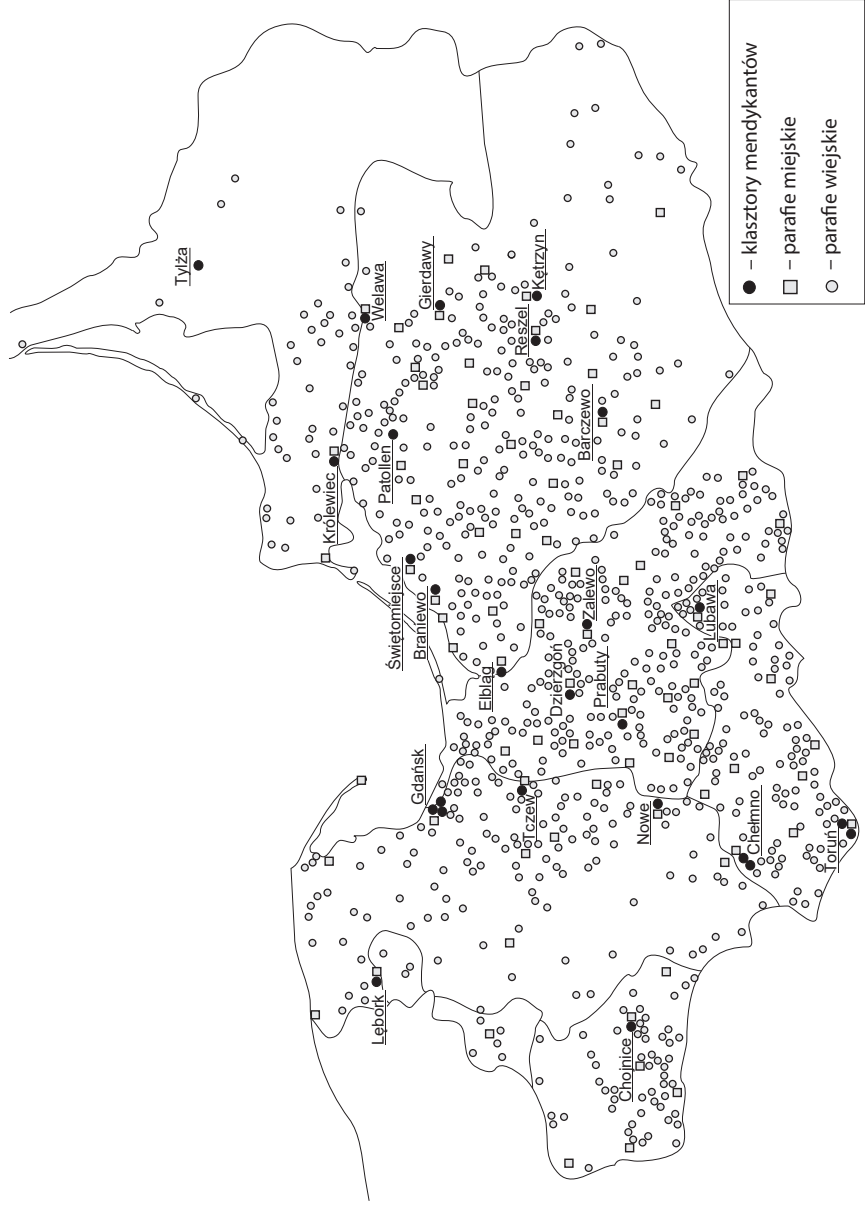 Tylża
Welawa
Gierdawy
Kętrzyn
Reszel
Królewiec
Patollen
Barczewo
Świętomiejsce
Braniewo
Elbląg
Zalewo
Dzierzgoń
Prabuty
Lubawa
Gdańsk
Tczew
Nowe
Chełmno
Toruń
Lębork
Chojnice
– klasztory mendykantów
– parafie miejskie
– parafie wiejskie